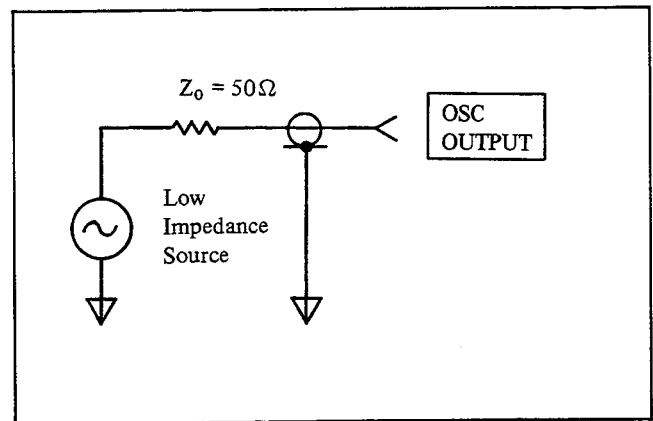 Z₀ = 50Ω
OSC
OUTPUT
Low
Impedance
Source